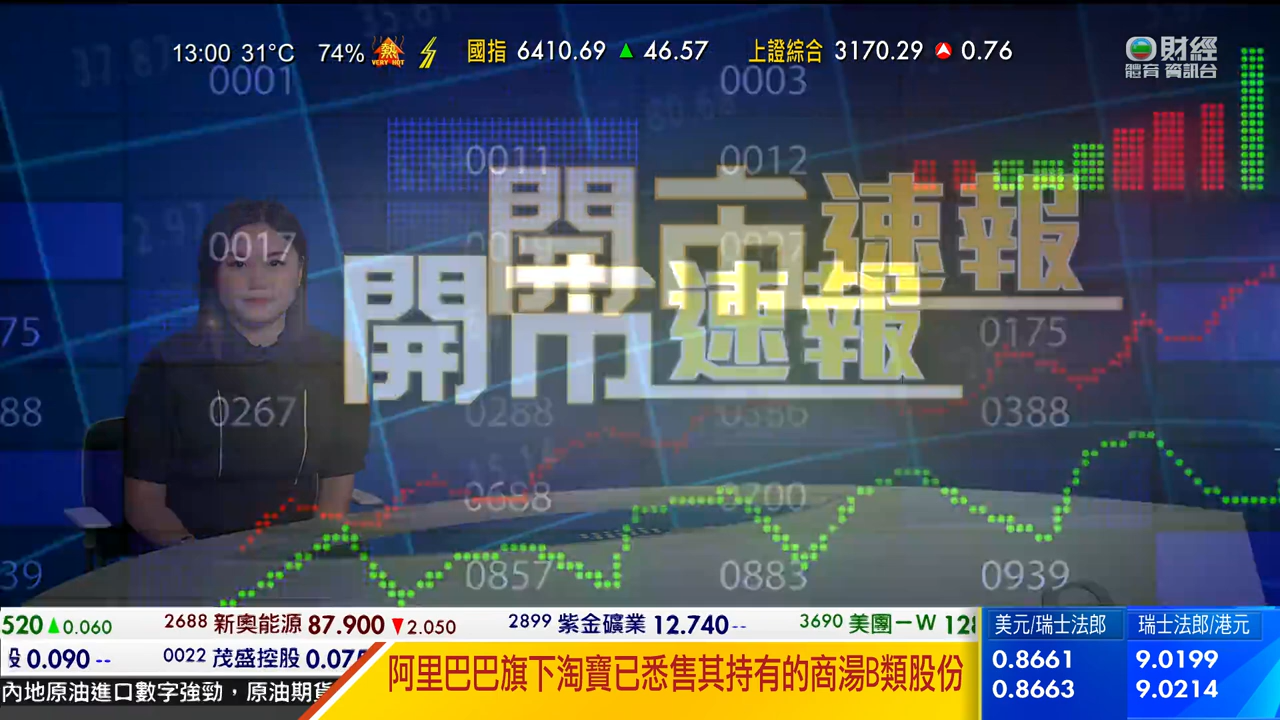 13:00 31°C 74% 熱 VERY HOT 國指 6410.69 ▲ 46.57 上證綜合 3170.29 ▲ 0.76
財經
體育 資訊台
0001 0003
0011 0012
開市速報
0017
開市速報
75 0175
88 0267 0288 0386 0388
0688 0700
39 0857 0883 0939
520 ▲ 0.060 2688 新奧能源 87.900 ▼ 2.050 2899 紫金礦業 12.740 -- 3690 美團－W 128
0.090 -- 0022 茂盛控股 0.075
內地原油進口數字強勁，原油期貨
阿里巴巴旗下淘寶已悉售其持有的商湯B類股份
美元/瑞士法郎 瑞士法郎/港元
0.8661 9.0199
0.8663 9.0214